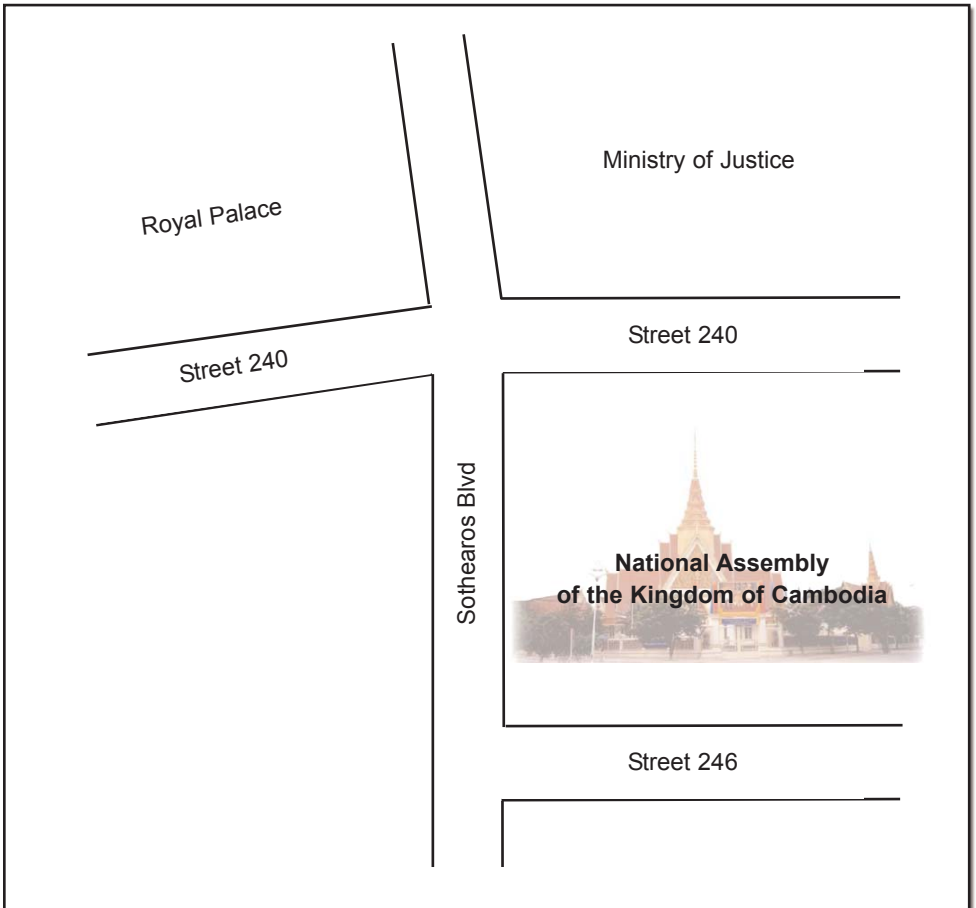 Ministry of Justice
Royal Palace
Street 240
Street 240
Sothearos Blvd
National Assembly
of the Kingdom of Cambodia
Street 246